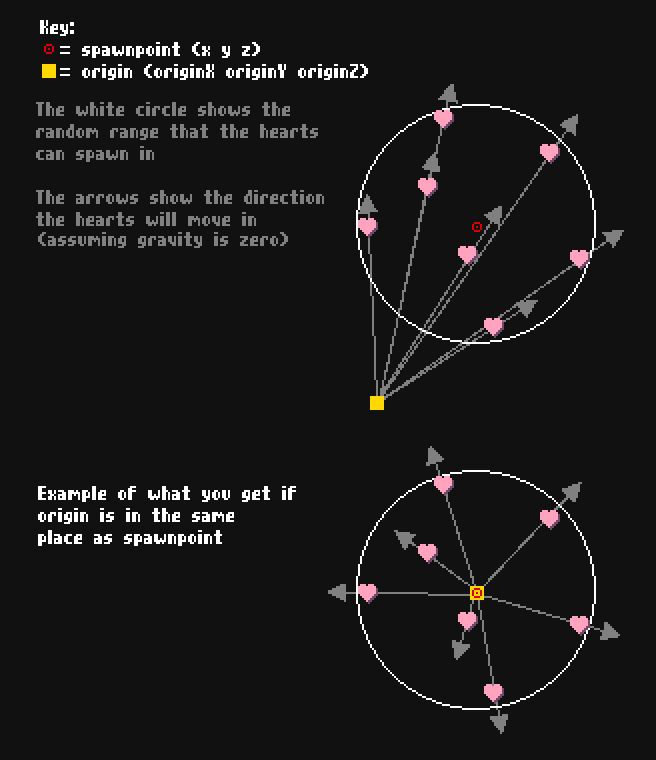 Key:
= spawnpoint (x y z)
= origin (originX originY originZ)
The white circle shows the
random range that the hearts
can spawn in
The arrows show the direction
the hearts will move in
(assuming gravity is zero)
Example of what you get if
origin is in the same
place as spawnpoint